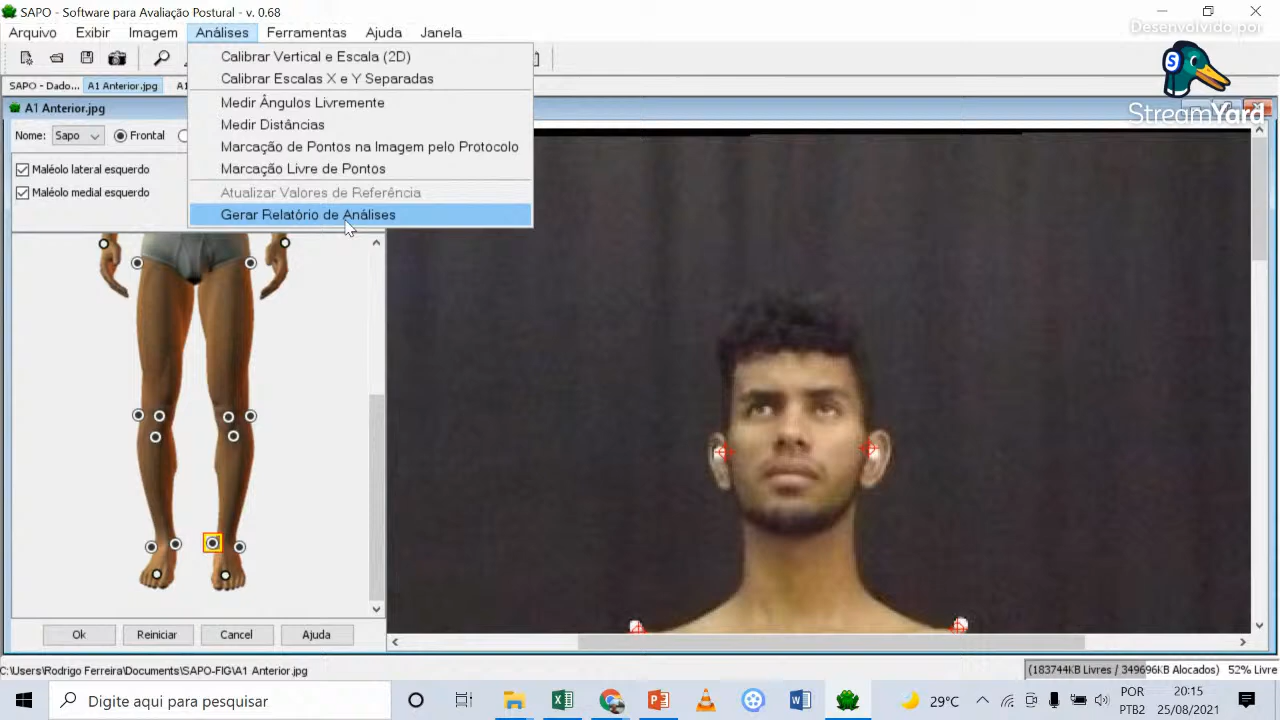 SAPO - Software para Avaliação Postural - v. 0.68
Desenvolvido por
Arquivo Exibir Imagem Análises Ferramentas Ajuda Janela
Calibrar Vertical e Escala (2D)
Calibrar Escalas X e Y Separadas
Medir Ângulos Livremente
Medir Distâncias
Marcação de Pontos na Imagem pelo Protocolo
Marcação Livre de Pontos
Atualizar Valores de Referência
Gerar Relatório de Análises
SAPO - Dado... A1 Anterior.jpg A1
S
StreamYard
A1 Anterior.jpg
Nome: Sapo Frontal
Maléolo lateral esquerdo
Maléolo medial esquerdo
Ok Reiniciar Cancel Ajuda
C:\Users\Rodrigo Ferreira\Documents\SAPO-FIG\A1 Anterior.jpg
(183744KB Livres / 349696kB Alocados) 52% Livre
Digite aqui para pesquisar
29°C
POR
PTB2
20:15
25/08/2021